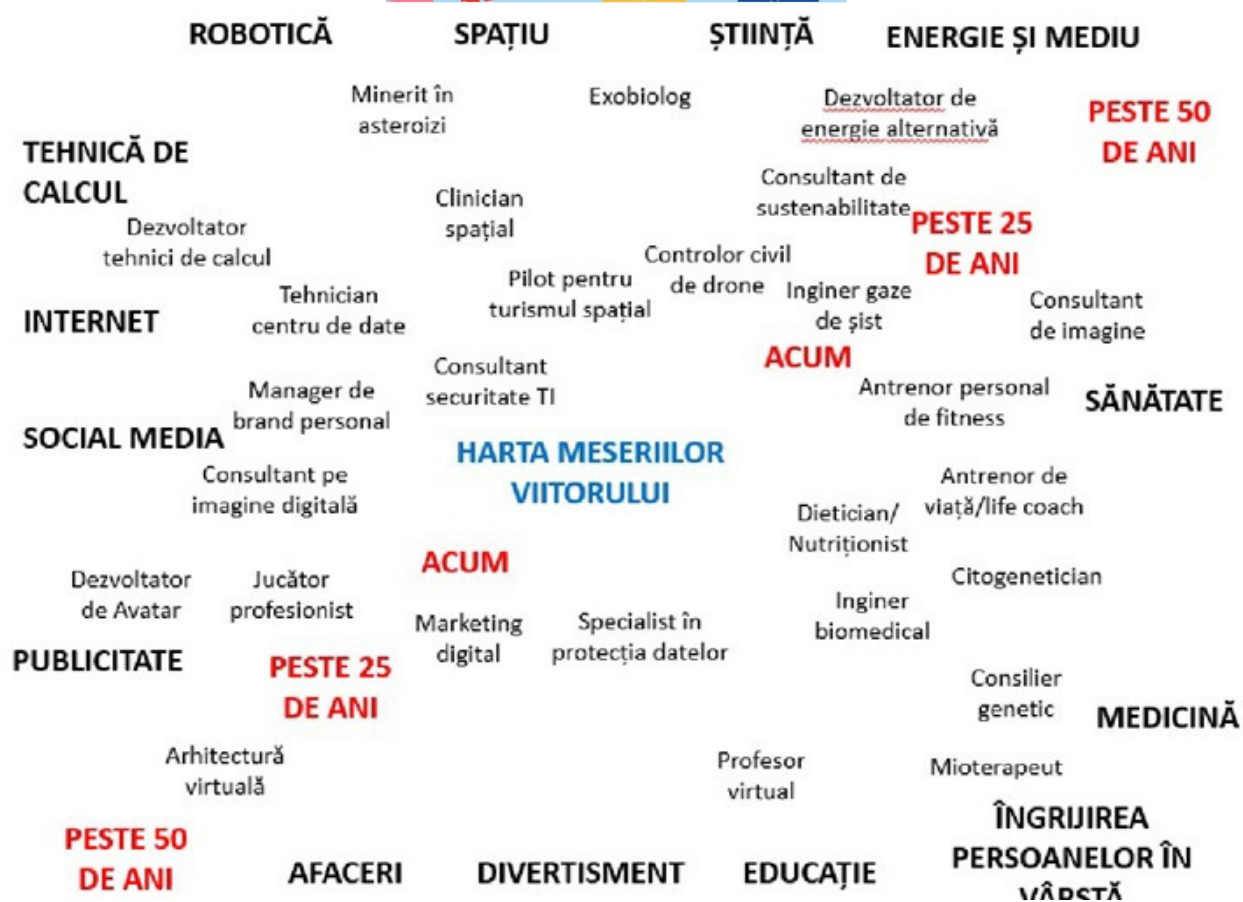 ROBOTICĂ
SPAȚIU
ȘTIINȚĂ
ENERGIE ȘI MEDIU
Minerit în
asteroizi
Exobiolog
Dezvoltator de
energie alternativă
PESTE 50
DE ANI
TEHNICĂ DE
CALCUL
Clinician
spațial
Consultant de
sustenabilitate
PESTE 25
DE ANI
Dezvoltator
tehnici de calcul
Controlor civil
de drone
Pilot pentru
turismul spațial
Inginer gaze
de șist
Consultant
de imagine
INTERNET
Tehnician
centru de date
ACUM
Consultant
securitate TI
Manager de
brand personal
Antrenor personal
de fitness
SĂNĂTATE
SOCIAL MEDIA
HARTA MESERIILOR
VIITORULUI
Consultant pe
imagine digitală
Antrenor de
viață/life coach
Dietician/
Nutriționist
ACUM
Dezvoltator
de Avatar
Jucător
profesionist
Citogenetician
Inginer
biomedical
Marketing
digital
Specialist în
protecția datelor
PUBLICITATE
PESTE 25
DE ANI
Consilier
genetic
MEDICINĂ
Arhitectură
virtuală
Profesor
virtual
Mioterapeut
PESTE 50
DE ANI
AFACERI
DIVERTISMENT
EDUCAȚIE
ÎNGRIJIREA
PERSOANELOR ÎN
VÂRSTĂ